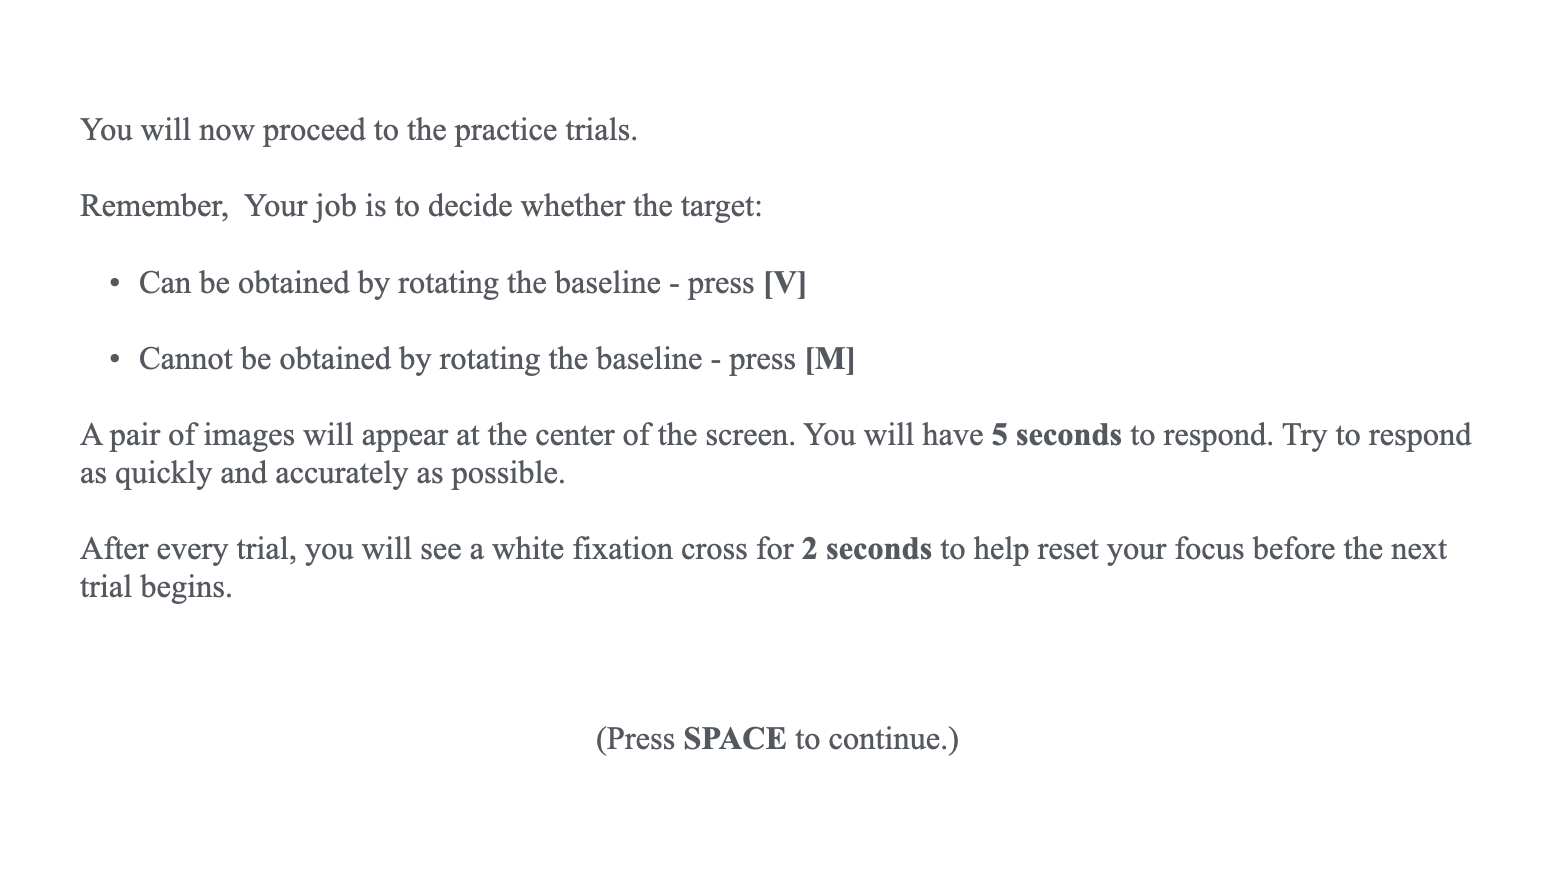 You will now proceed to the practice trials.
Remember,  Your job is to decide whether the target:
• Can be obtained by rotating the baseline - press [V]
• Cannot be obtained by rotating the baseline - press [M]
A pair of images will appear at the center of the screen. You will have 5 seconds to respond. Try to respond
as quickly and accurately as possible.
After every trial, you will see a white fixation cross for 2 seconds to help reset your focus before the next
trial begins.
(Press SPACE to continue.)